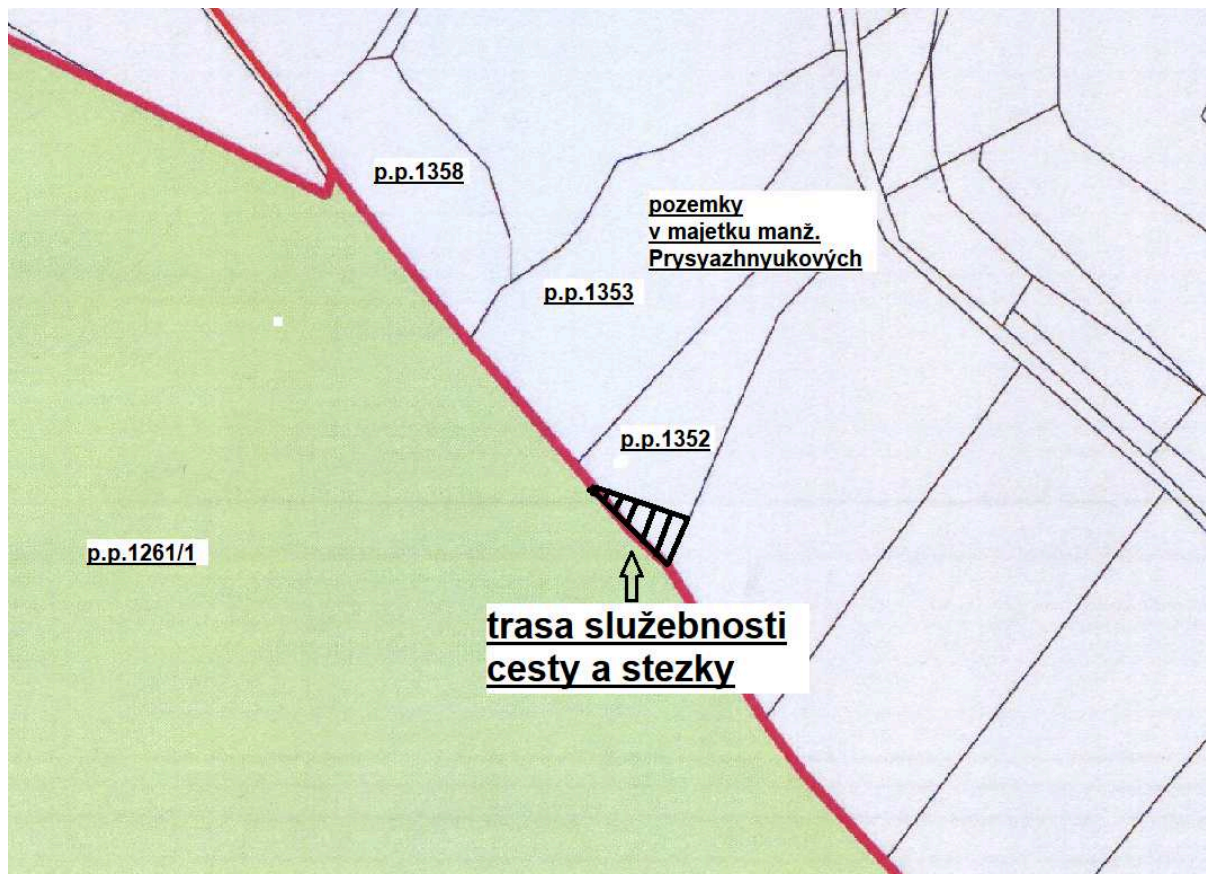 p.p.1358
pozemky
v majetku manž.
Prysyazhnyukových
p.p.1353
p.p.1352
p.p.1261/1
trasa služebnosti
cesty a stezky